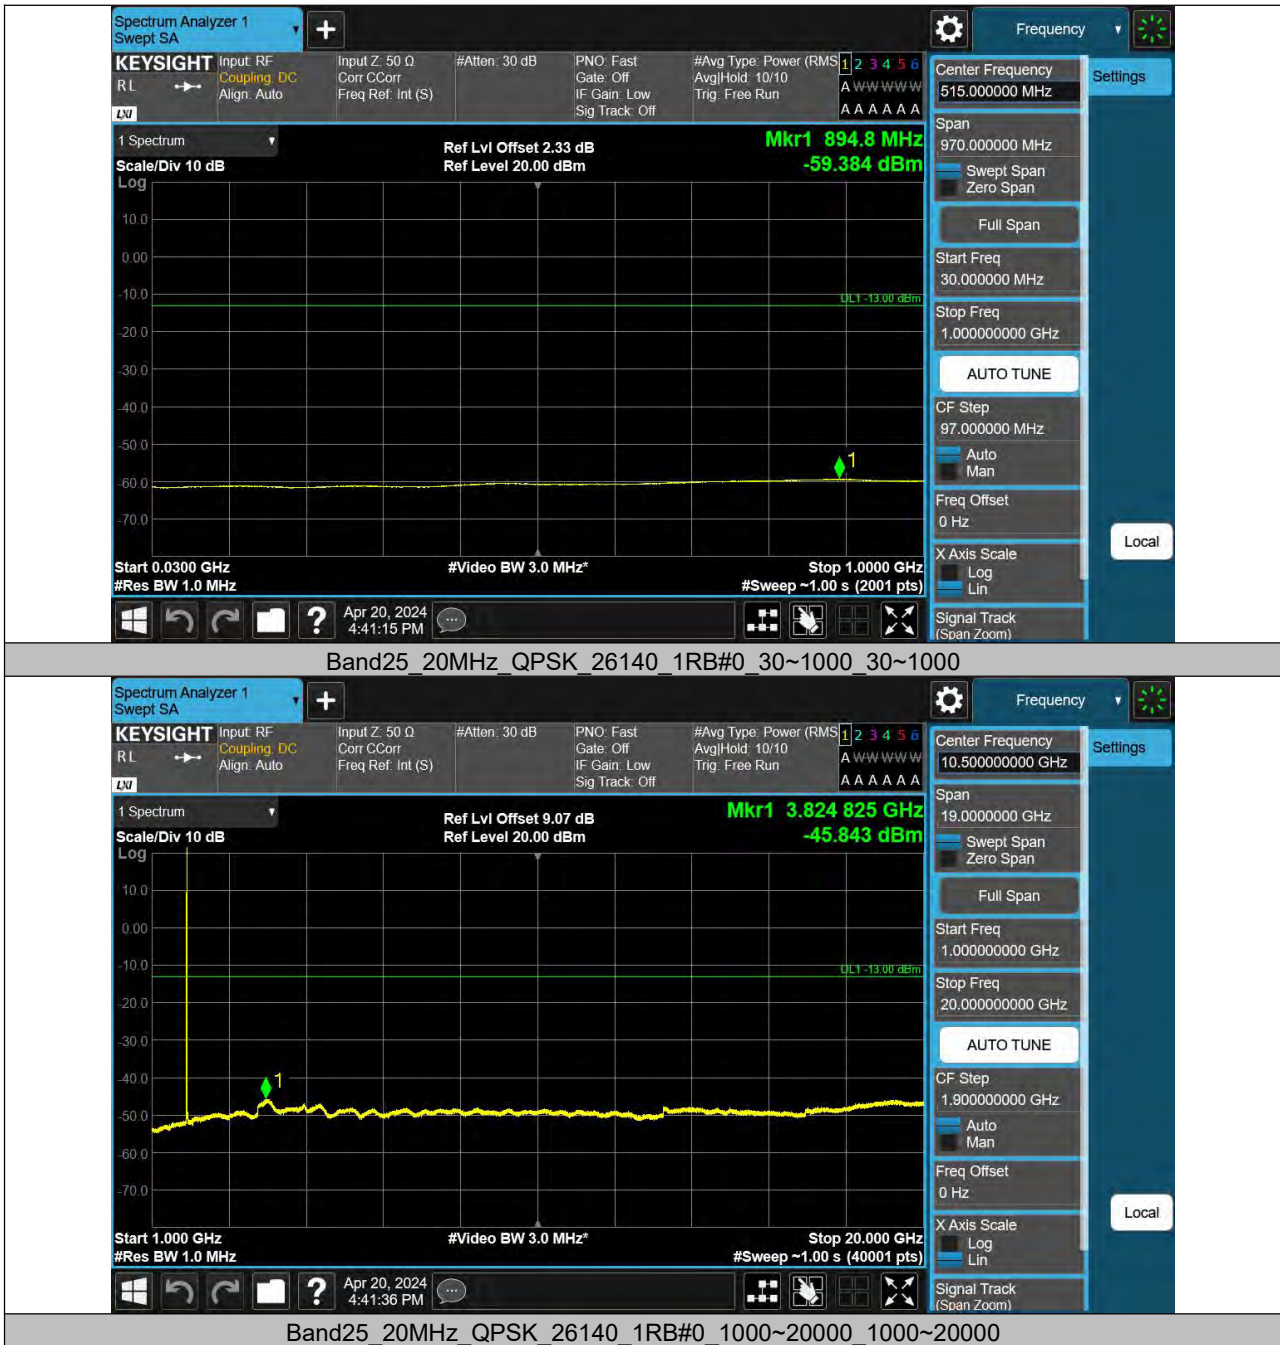 Spectrum Analyzer 1
Swept SA
Frequency
KEYSIGHT
RL
LXI
Input: RF
Coupling: DC
Align: Auto
Input Z: 50 Ω
Corr CCorr
Freq Ref: Int (S)
#Atten: 30 dB
PNO: Fast
Gate: Off
IF Gain: Low
Sig Track: Off
#Avg Type: Power (RMS
Avg|Hold: 10/10
Trig: Free Run
1 2 3 4 5 6
A W W W W W
A A A A A A
1 Spectrum
Scale/Div 10 dB
Ref Lvl Offset 2.33 dB
Ref Level 20.00 dBm
Mkr1 894.8 MHz
-59.384 dBm
Log
10.0
0.00
-10.0
DL1 -13.00 dBm
-20.0
-30.0
-40.0
-50.0
1
-60.0
-70.0
Start 0.0300 GHz
#Video BW 3.0 MHz*
Stop 1.0000 GHz
#Res BW 1.0 MHz
#Sweep ~1.00 s (2001 pts)
?
Apr 20, 2024
4:41:15 PM
Center Frequency
515.000000 MHz
Span
970.000000 MHz
Swept Span
Zero Span
Full Span
Start Freq
30.000000 MHz
Stop Freq
1.000000000 GHz
AUTO TUNE
CF Step
97.000000 MHz
Auto
Man
Freq Offset
0 Hz
X Axis Scale
Log
Lin
Signal Track
(Span Zoom)
Settings
Local
Band25_20MHz_QPSK_26140_1RB#0_30~1000_30~1000
Spectrum Analyzer 1
Swept SA
Frequency
KEYSIGHT
RL
LXI
Input: RF
Coupling: DC
Align: Auto
Input Z: 50 Ω
Corr CCorr
Freq Ref: Int (S)
#Atten: 30 dB
PNO: Fast
Gate: Off
IF Gain: Low
Sig Track: Off
#Avg Type: Power (RMS
Avg|Hold: 10/10
Trig: Free Run
1 2 3 4 5 6
A W W W W W
A A A A A A
1 Spectrum
Scale/Div 10 dB
Ref Lvl Offset 9.07 dB
Ref Level 20.00 dBm
Mkr1 3.824 825 GHz
-45.843 dBm
Log
10.0
0.00
-10.0
DL1 -13.00 dBm
-20.0
-30.0
-40.0
1
-50.0
-60.0
-70.0
Start 1.000 GHz
#Video BW 3.0 MHz*
Stop 20.000 GHz
#Res BW 1.0 MHz
#Sweep ~1.00 s (40001 pts)
?
Apr 20, 2024
4:41:36 PM
Center Frequency
10.500000000 GHz
Span
19.0000000 GHz
Swept Span
Zero Span
Full Span
Start Freq
1.000000000 GHz
Stop Freq
20.000000000 GHz
AUTO TUNE
CF Step
1.900000000 GHz
Auto
Man
Freq Offset
0 Hz
X Axis Scale
Log
Lin
Signal Track
(Span Zoom)
Settings
Local
Band25_20MHz_QPSK_26140_1RB#0_1000~20000_1000~20000